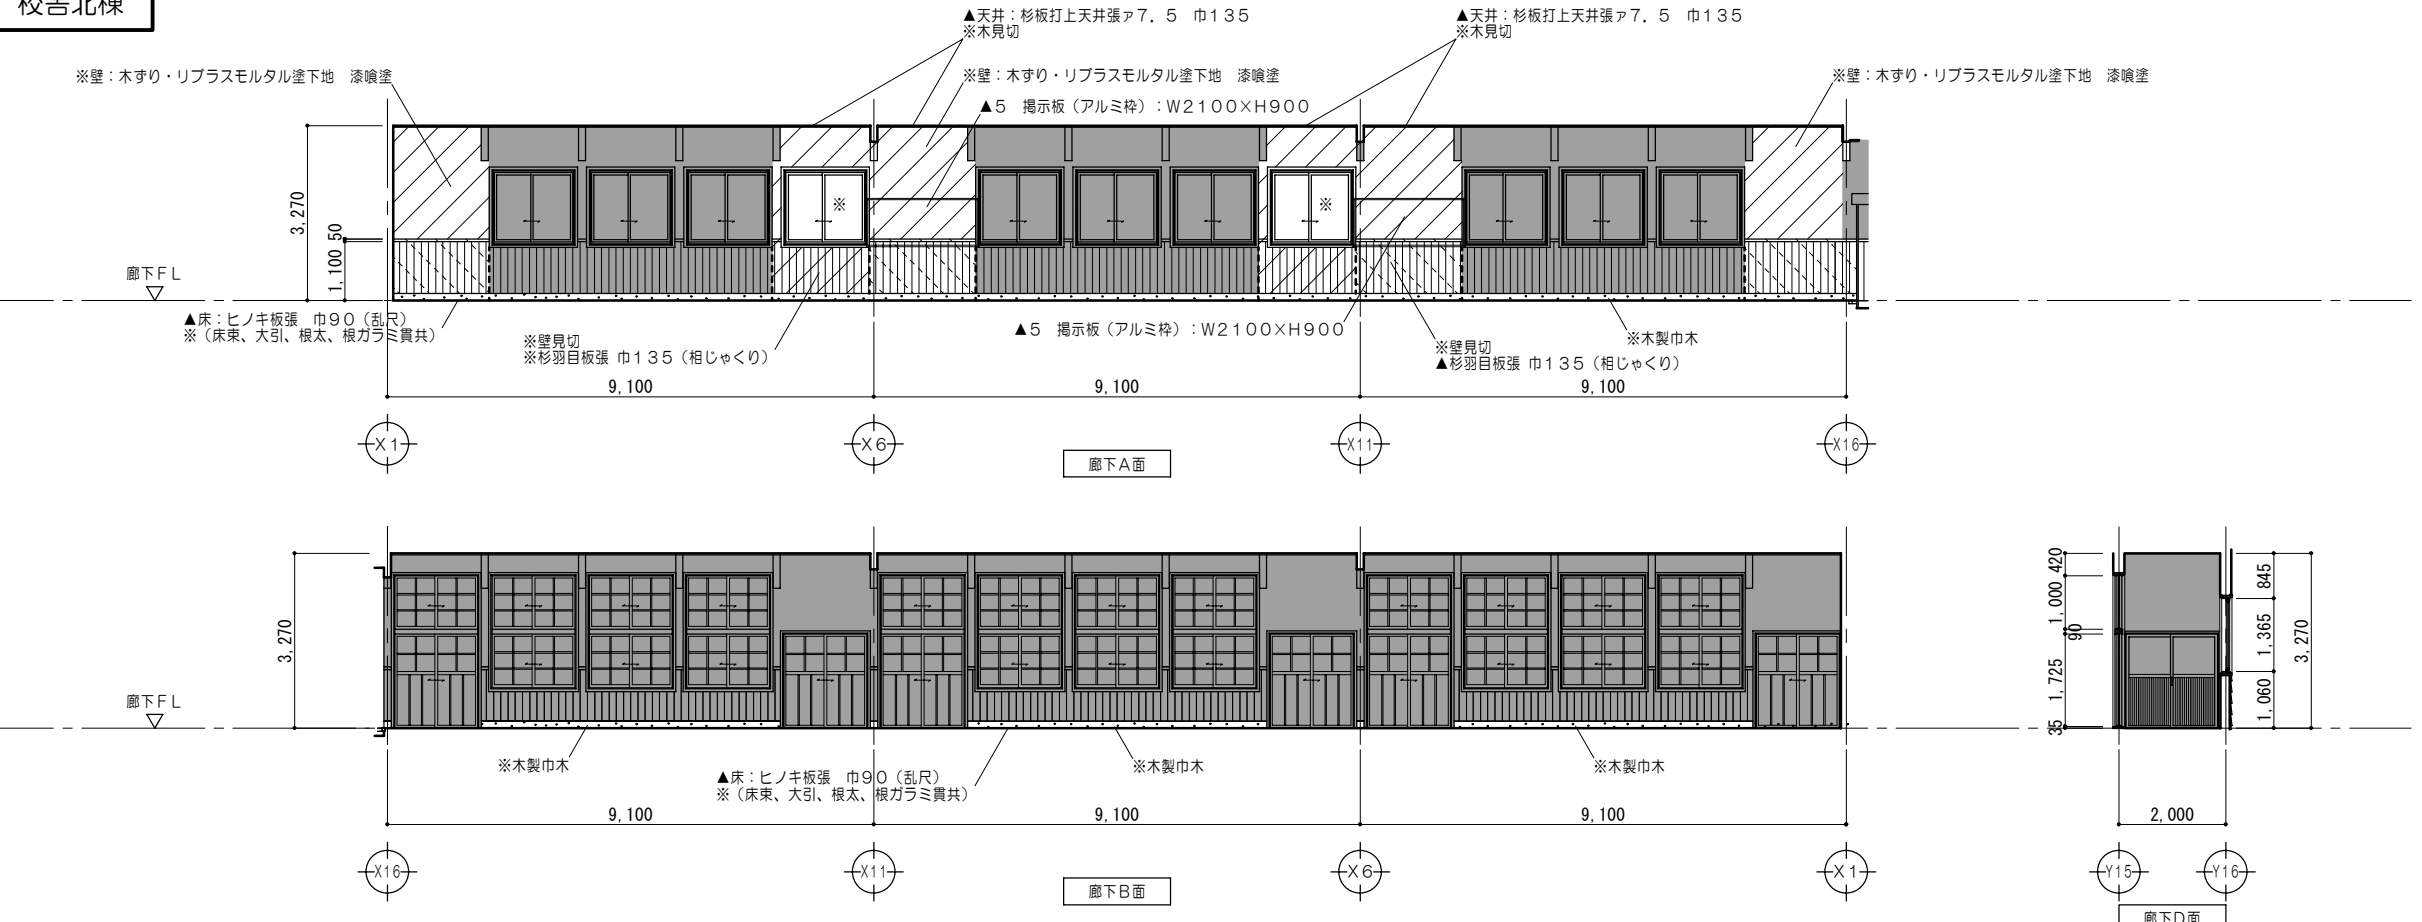 校舎北棟
▲天井：杉板打上天井張ァ7．5　巾135
※木見切
▲天井：杉板打上天井張ァ7．5　巾135
※木見切
※壁：木ずり・リブラスモルタル塗下地　漆喰塗
※壁：木ずり・リブラスモルタル塗下地　漆喰塗
※壁：木ずり・リブラスモルタル塗下地　漆喰塗
▲5　掲示板（アルミ枠）：W2100×H900
3,270
1,100 50
※
※
廊下FL
▲床：ヒノキ板張　巾90（乱尺）
※（床束、大引、根太、根ガラミ貫共）
※壁見切
※杉羽目板張 巾135（相じゃくり）
▲5　掲示板（アルミ枠）：W2100×H900
※壁見切
▲杉羽目板張 巾135（相じゃくり）
※木製巾木
9,100
9,100
9,100
X1
X6
X11
X16
廊下A面
3,270
廊下FL
※木製巾木
▲床：ヒノキ板張　巾90（乱尺）
※（床束、大引、根太、根ガラミ貫共）
※木製巾木
※木製巾木
9,100
9,100
9,100
X16
X11
X6
X1
廊下B面
420
1,000
90
1,725
35
845
1,365
1,060
3,270
2,000
Y15
Y16
廊下D面